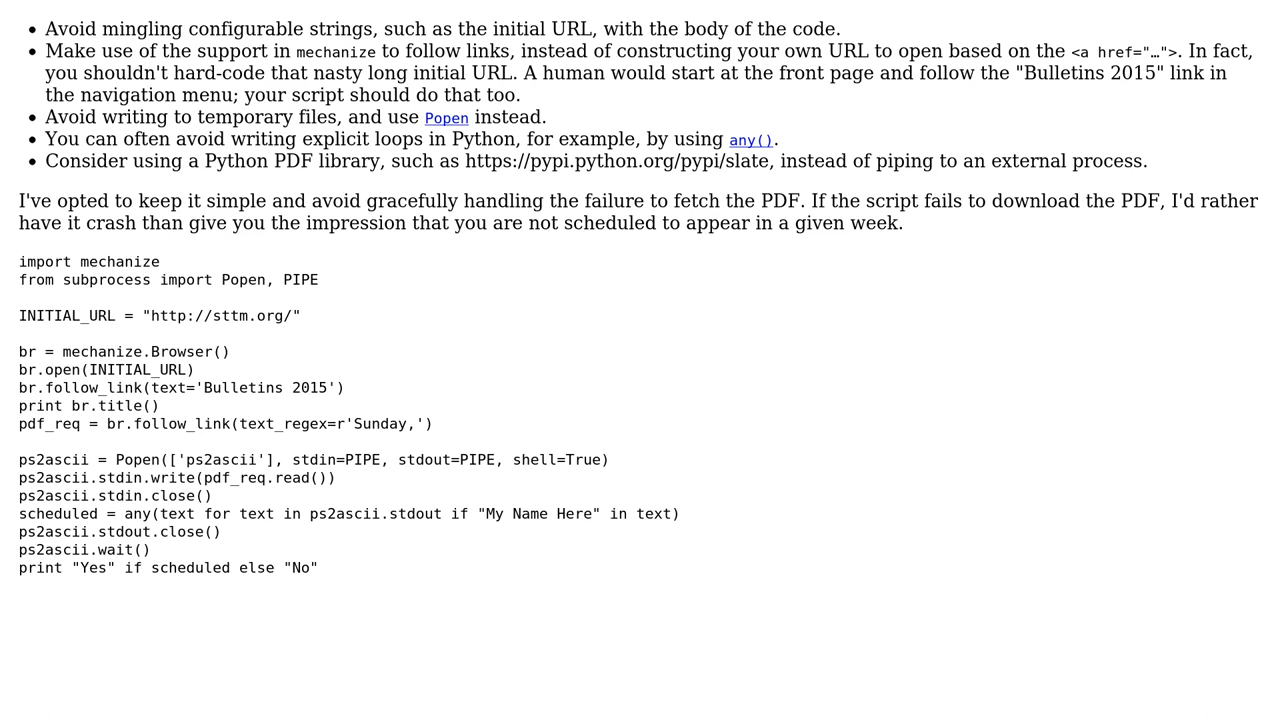 • Avoid mingling configurable strings, such as the initial URL, with the body of the code.
• Make use of the support in mechanize to follow links, instead of constructing your own URL to open based on the <a href="…">. In fact,
you shouldn't hard-code that nasty long initial URL. A human would start at the front page and follow the "Bulletins 2015" link in
the navigation menu; your script should do that too.
• Avoid writing to temporary files, and use Popen instead.
• You can often avoid writing explicit loops in Python, for example, by using any().
• Consider using a Python PDF library, such as https://pypi.python.org/pypi/slate, instead of piping to an external process.
I've opted to keep it simple and avoid gracefully handling the failure to fetch the PDF. If the script fails to download the PDF, I'd rather
have it crash than give you the impression that you are not scheduled to appear in a given week.
import mechanize
from subprocess import Popen, PIPE
INITIAL_URL = "http://sttm.org/"
br = mechanize.Browser()
br.open(INITIAL_URL)
br.follow_link(text='Bulletins 2015')
print br.title()
pdf_req = br.follow_link(text_regex=r'Sunday,')
ps2ascii = Popen(['ps2ascii'], stdin=PIPE, stdout=PIPE, shell=True)
ps2ascii.stdin.write(pdf_req.read())
ps2ascii.stdin.close()
scheduled = any(text for text in ps2ascii.stdout if "My Name Here" in text)
ps2ascii.stdout.close()
ps2ascii.wait()
print "Yes" if scheduled else "No"